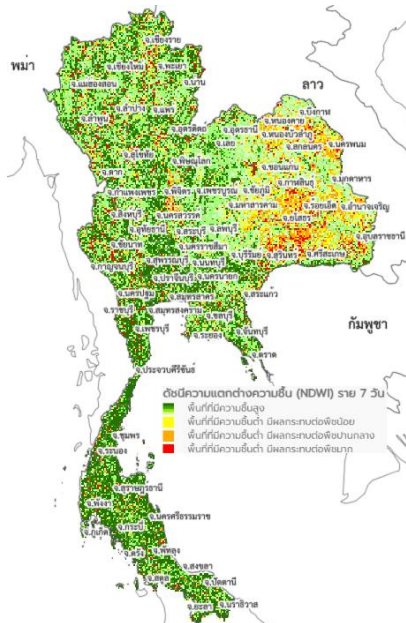 พม่า
ลาว
กัมพูชา
จ.เชียงราย
จ.เชียงใหม่
จ.พะเยา
จ.แม่ฮ่องสอน
จ.น่าน
จ.ลำปาง
จ.แพร่
จ.ลำพูน
จ.อุตรดิตถ์
จ.อุดรธานี
จ.บึงกาฬ
จ.หนองคาย
จ.หนองบัวลำภู
จ.เลย
จ.สกลนคร
จ.นครพนม
จ.สุโขทัย
จ.พิษณุโลก
จ.ขอนแก่น
จ.ตาก
จ.กาฬสินธุ์
จ.มุกดาหาร
จ.กำแพงเพชร
จ.พิจิตร
จ.เพชรบูรณ์
จ.ชัยภูมิ
จ.มหาสารคาม
จ.ร้อยเอ็ด
จ.อำนาจเจริญ
จ.ยโสธร
จ.สิงห์บุรี
จ.นครสวรรค์
จ.อุทัยธานี
จ.สระบุรี
จ.ลพบุรี
จ.อุบลราชธานี
จ.ชัยนาท
จ.นครราชสีมา
จ.บุรีรัมย์
จ.สุรินทร์
จ.ศรีสะเกษ
จ.กาญจนบุรี
จ.สุพรรณบุรี
จ.นนทบุรี
จ.ปราจีนบุรี
จ.นครนายก
จ.สระแก้ว
จ.นครปฐม
จ.สมุทรสาคร
จ.ราชบุรี
จ.สมุทรสงคราม
จ.ชลบุรี
จ.เพชรบุรี
จ.ระยอง
จ.จันทบุรี
จ.ตราด
จ.ประจวบคีรีขันธ์
ดัชนีความแตกต่างความชื้น (NDWI) ราย 7 วัน
พื้นที่ที่มีความชื้นสูง
พื้นที่ที่มีความชื้นต่ำ มีผลกระทบต่อพืชน้อย
พื้นที่ที่มีความชื้นต่ำ มีผลกระทบต่อพืชปานกลาง
พื้นที่ที่มีความชื้นต่ำ มีผลกระทบต่อพืชมาก
จ.ชุมพร
จ.ระนอง
จ.สุราษฎร์ธานี
จ.พังงา
จ.นครศรีธรรมราช
จ.กระบี่
จ.ภูเก็ต
จ.ตรัง
จ.พัทลุง
จ.สงขลา
จ.สตูล
จ.ปัตตานี
จ.ยะลา
จ.นราธิวาส